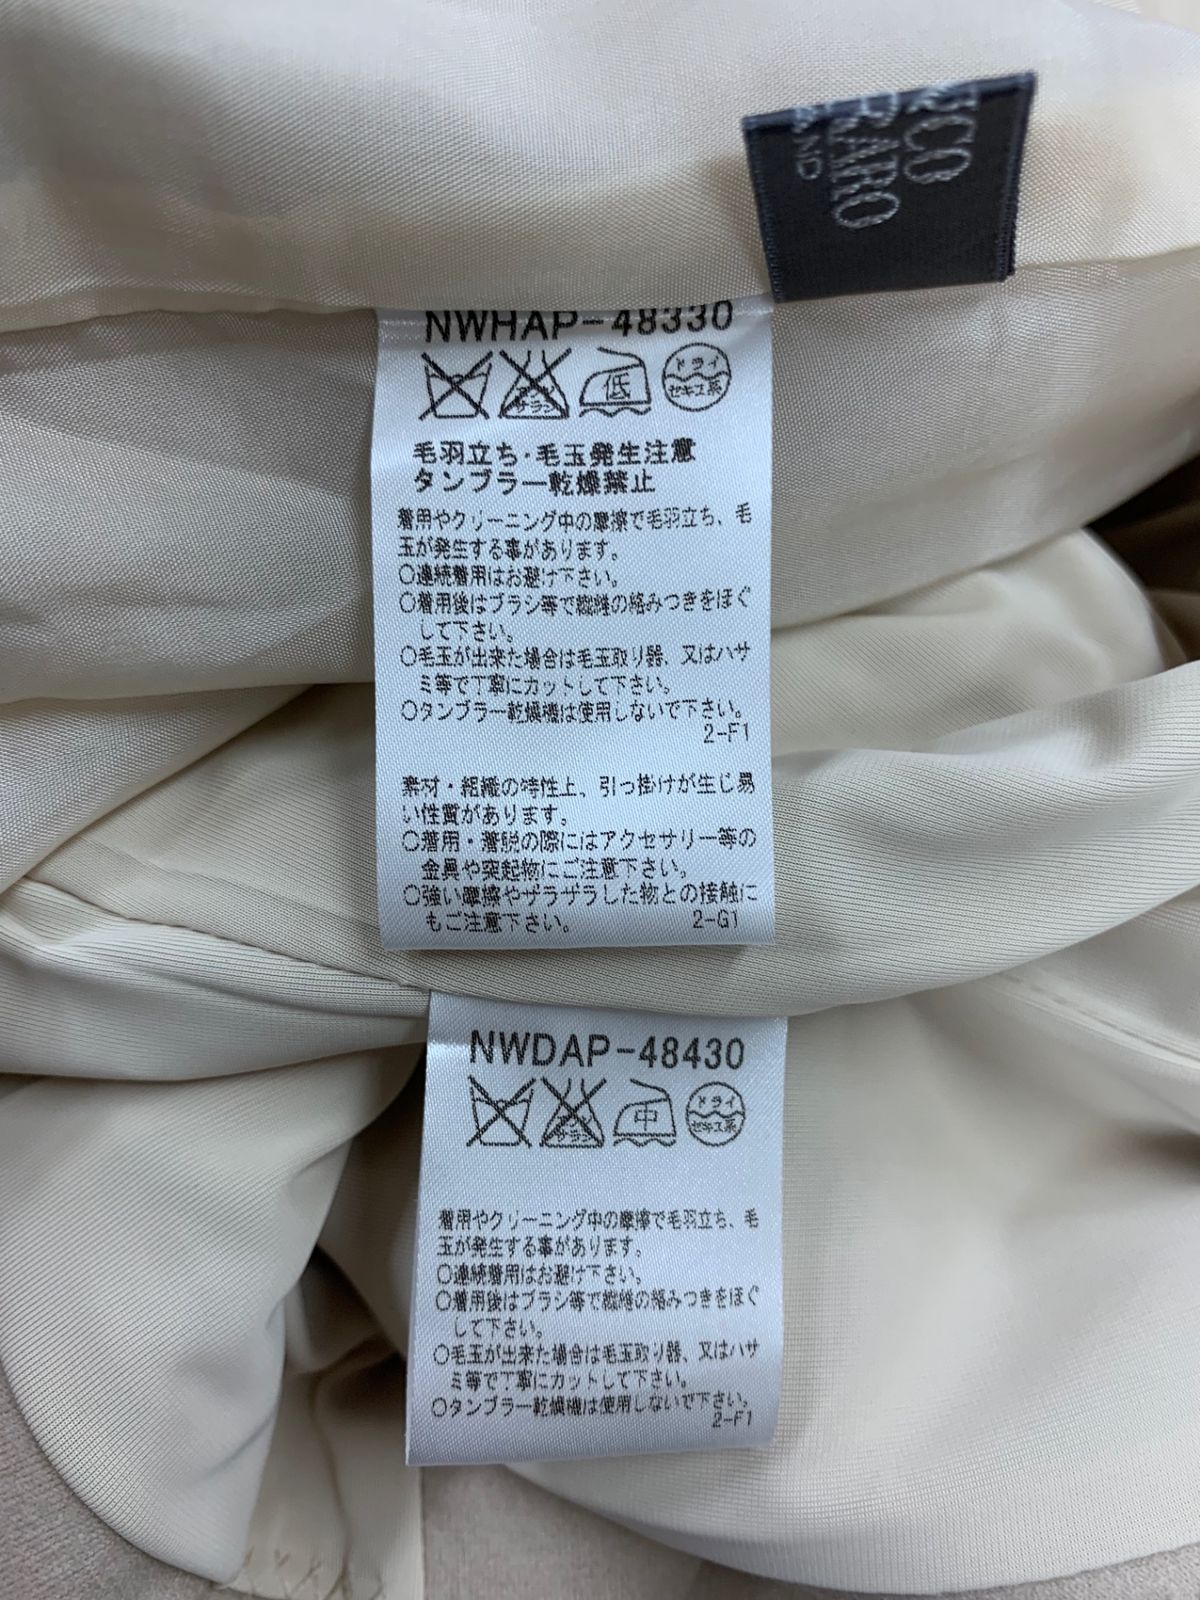 UCO
RARO
AND
NWHAP-48330
エンソ
サラシ
低
ドライ
セキユ系
毛羽立ち・毛玉発生注意
タンブラー乾燥禁止
着用やクリーニング中の摩擦で毛羽立ち、毛
玉が発生する事があります。
○連続着用はお避け下さい。
○着用後はブラシ等で繊維の絡みつきをほぐ
して下さい。
○毛玉が出来た場合は毛玉取り器、又はハサ
ミ等で丁寧にカットして下さい。
○タンブラー乾燥機は使用しないで下さい。
2-F1
素材・組織の特性上、引っ掛けが生じ易
い性質があります。
○着用・着脱の際にはアクセサリー等の
金具や突起物にご注意下さい。
○強い摩擦やザラザラした物との接触に
もご注意下さい。 2-G1
NWDAP-48430
エンソ
サラシ
中
ドライ
セキユ系
着用やクリーニング中の摩擦で毛羽立ち、毛
玉が発生する事があります。
○連続着用はお避け下さい。
○着用後はブラシ等で繊維の絡みつきをほぐ
して下さい。
○毛玉が出来た場合は毛玉取り器、又はハサ
ミ等で丁寧にカットして下さい。
○タンブラー乾燥機は使用しないで下さい。
2-F1